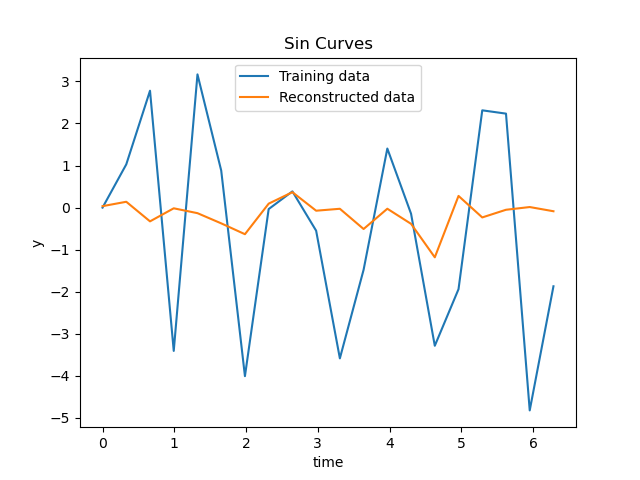 Sin Curves
Training data
Reconstructed data
3
2
1
0
−1
−2
−3
−4
−5
y
0 1 2 3 4 5 6
time